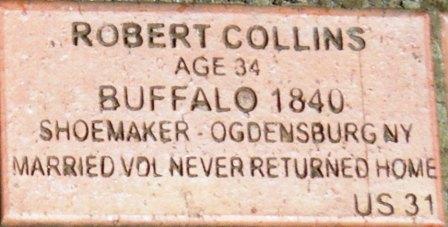 ROBERT COLLINS
AGE 34
BUFFALO 1840
SHOEMAKER - OGDENSBURG NY
MARRIED VOL NEVER RETURNED HOME
US 31